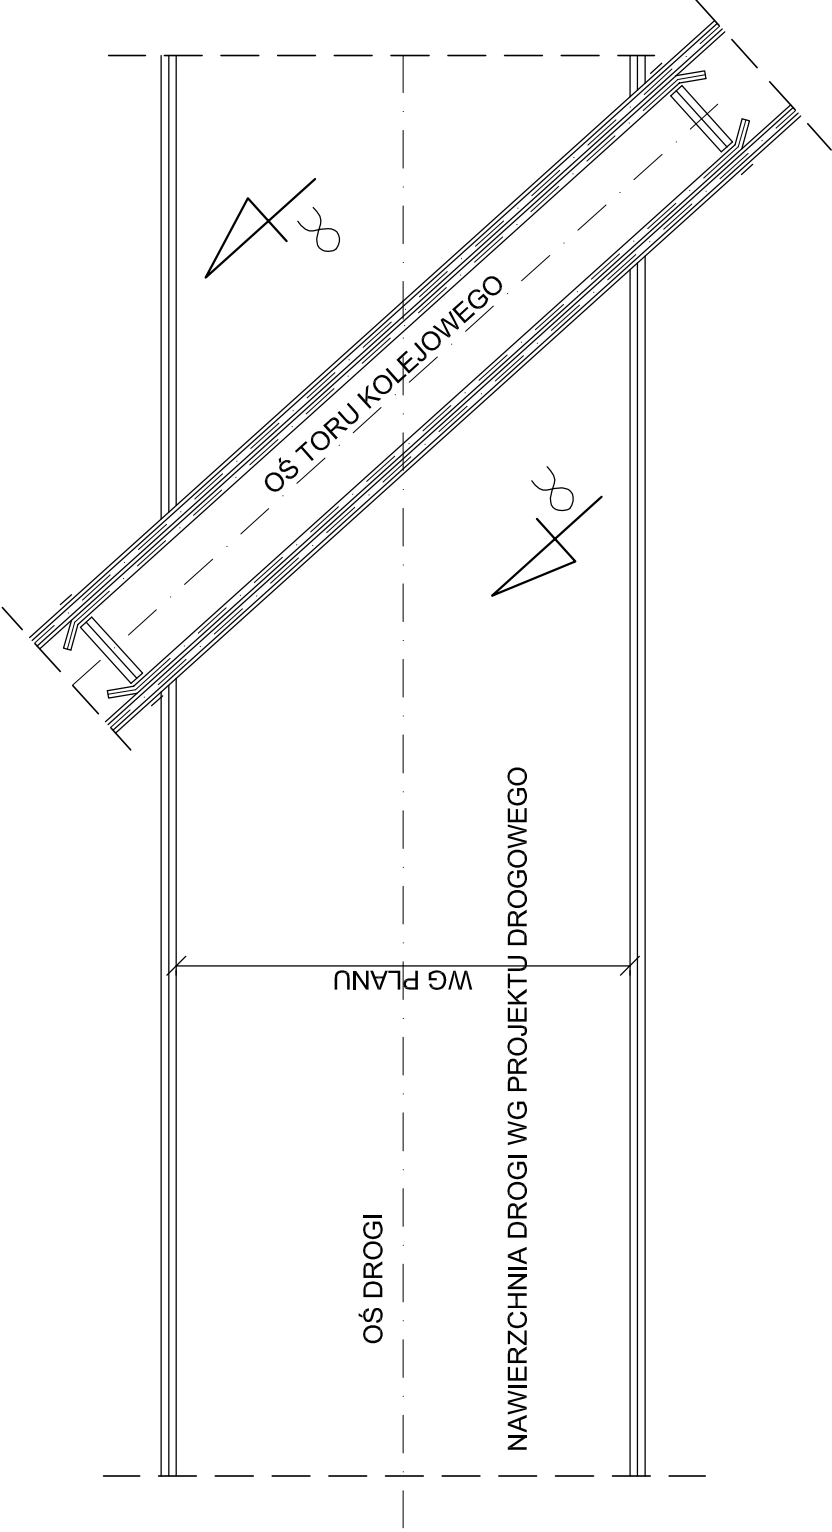 OŚ TORU KOLEJOWEGO
WG PLANU
NAWIERZCHNIA DROGI WG PROJEKTU DROGOWEGO
OŚ DROGI